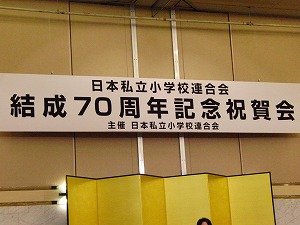 日本私立小学校連合会
結成70周年記念祝賀会
主催 日本私立小学校連合会